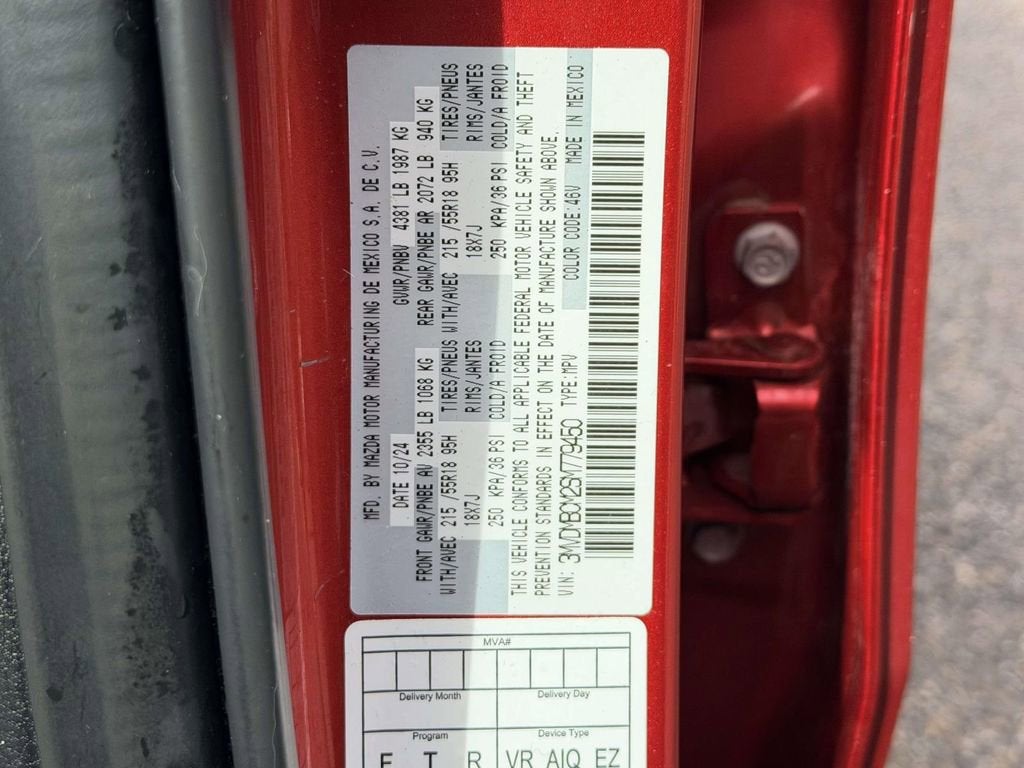 MFD. BY MAZDA MOTOR MANUFACTURING DE MEXICO S.A. DE C.V.
DATE 10/24 GVWR/PNBV 4381 LB 1987 KG
FRONT GAWR/PNBE AV 2355 LB 1068 KG REAR GAWR/PNBE AR 2072 LB 940 KG
WITH/AVEC 215 /55R18 95H TIRES/PNEUS WITH/AVEC 215 /55R18 95H TIRES/PNEUS
18X7J RIMS/JANTES 18X7J RIMS/JANTES
250 KPA/36 PSI COLD/A FROID 250 KPA/36 PSI COLD/A FROID
THIS VEHICLE CONFORMS TO ALL APPLICABLE FEDERAL MOTOR VEHICLE SAFETY AND THEFT
PREVENTION STANDARDS IN EFFECT ON THE DATE OF MANUFACTURE SHOWN ABOVE.
VIN: 3MVDMBCM2SM779450 TYPE:MPV COLOR CODE:46V MADE IN MEXICO
MVA#
Delivery Month Delivery Day
Program Device Type
E T R VR AIQ EZ